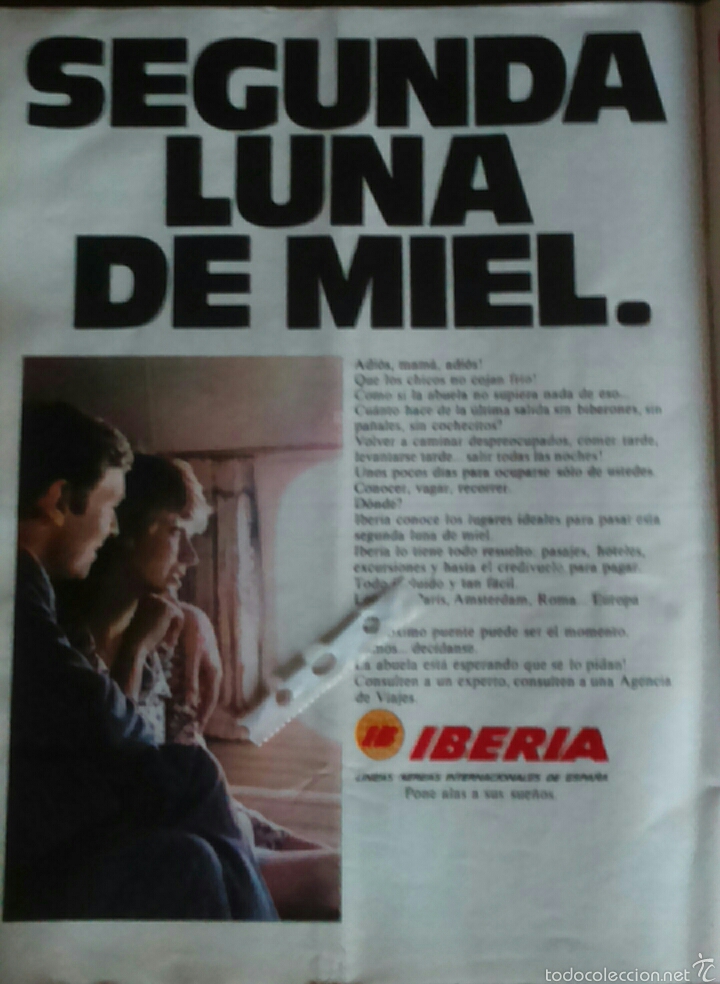 SEGUNDA
LUNA
DE MIEL.
Adiós, mamá, adiós!
Que los chicos no cojan frío!
Como si la abuela no supiera nada de eso...
Cuánto hace de la última salida sin biberones, sin
pañales, sin cochecitos?
Volver a caminar despreocupados, comer tarde,
levantarse tarde... salir todas las noches!
Unos pocos días para ocuparse sólo de ustedes.
Conocer, vagar, recorrer.
Dónde?
Iberia conoce los lugares ideales para pasar esta
segunda luna de miel.
Iberia lo tiene todo resuelto: pasajes, hoteles,
excursiones y hasta el credivuelo para pagar.
Todo y tan fácil.
París, Amsterdam, Roma... Europa
puente puede ser el momento.
decídanse.
La abuela está esperando que se lo pidan!
Consulten a un experto, consulten a una Agencia
de Viajes.
IB IBERIA
LINEAS AEREAS INTERNACIONALES DE ESPAÑA
Pone alas a sus sueños.
todocoleccion.net